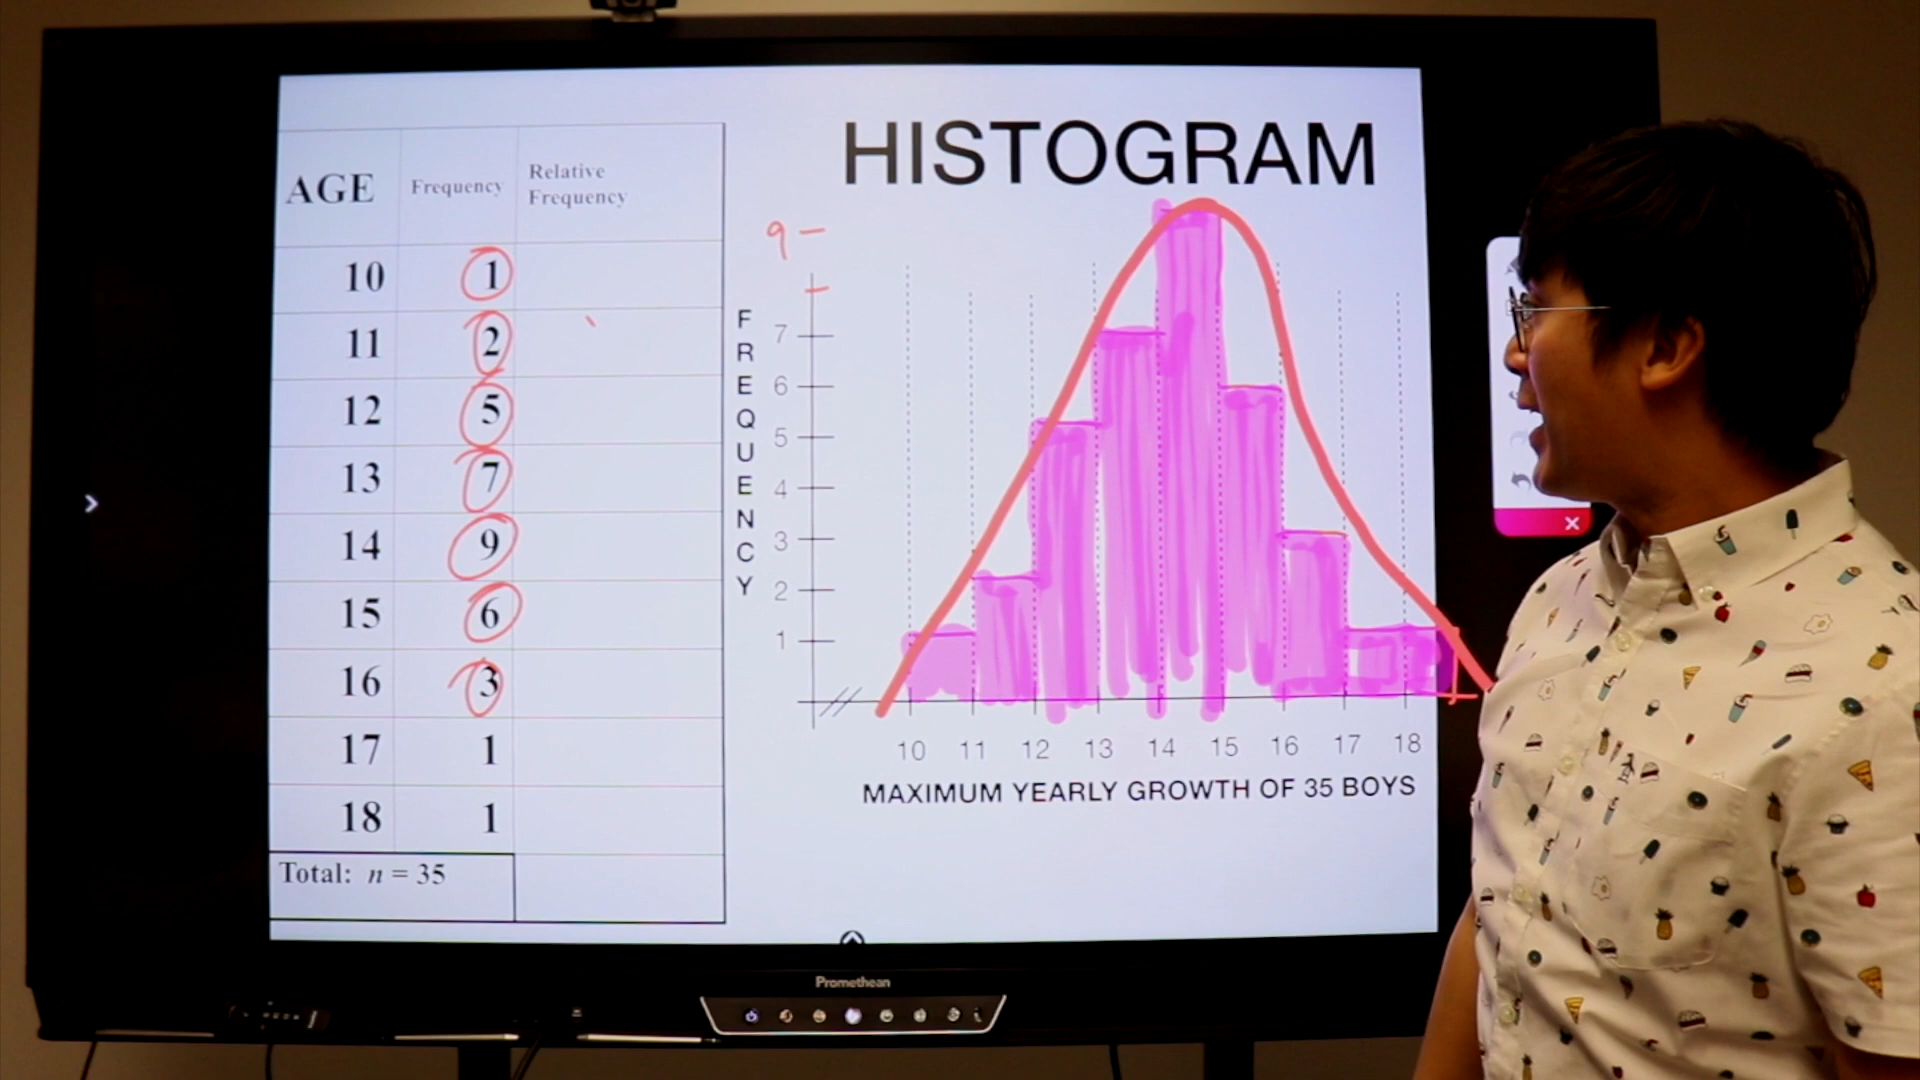 HISTOGRAM
AGE Frequency Relative Frequency
10 1
11 2
12 5
13 7
14 9
15 6
16 3
17 1
18 1
Total: n = 35
FREQUENCY
9
7
6
5
4
3
2
1
10 11 12 13 14 15 16 17 18
MAXIMUM YEARLY GROWTH OF 35 BOYS
Promethean